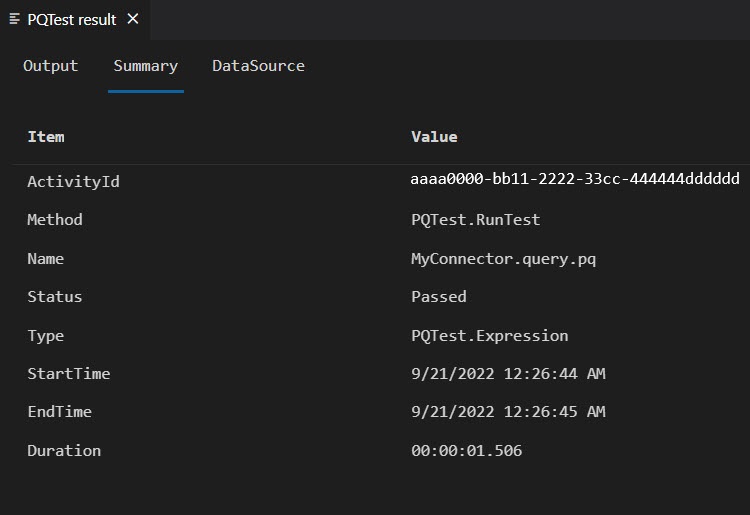 PQTest result
Output Summary DataSource
Item Value
ActivityId aaaa0000-bb11-2222-33cc-444444dddddd
Method PQTest.RunTest
Name MyConnector.query.pq
Status Passed
Type PQTest.Expression
StartTime 9/21/2022 12:26:44 AM
EndTime 9/21/2022 12:26:45 AM
Duration 00:00:01.506